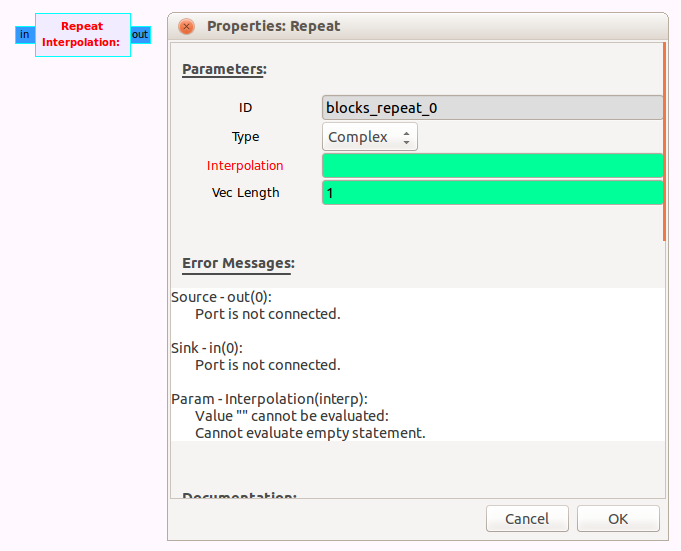 in
Repeat
Interpolation:
out
Properties: Repeat
Parameters:
ID
blocks_repeat_0
Type
Complex
Interpolation
Vec Length
1
Error Messages:
Source - out(0):
Port is not connected.
Sink - in(0):
Port is not connected.
Param - Interpolation(interp):
Value "" cannot be evaluated:
Cannot evaluate empty statement.
Documentation:
Cancel
OK